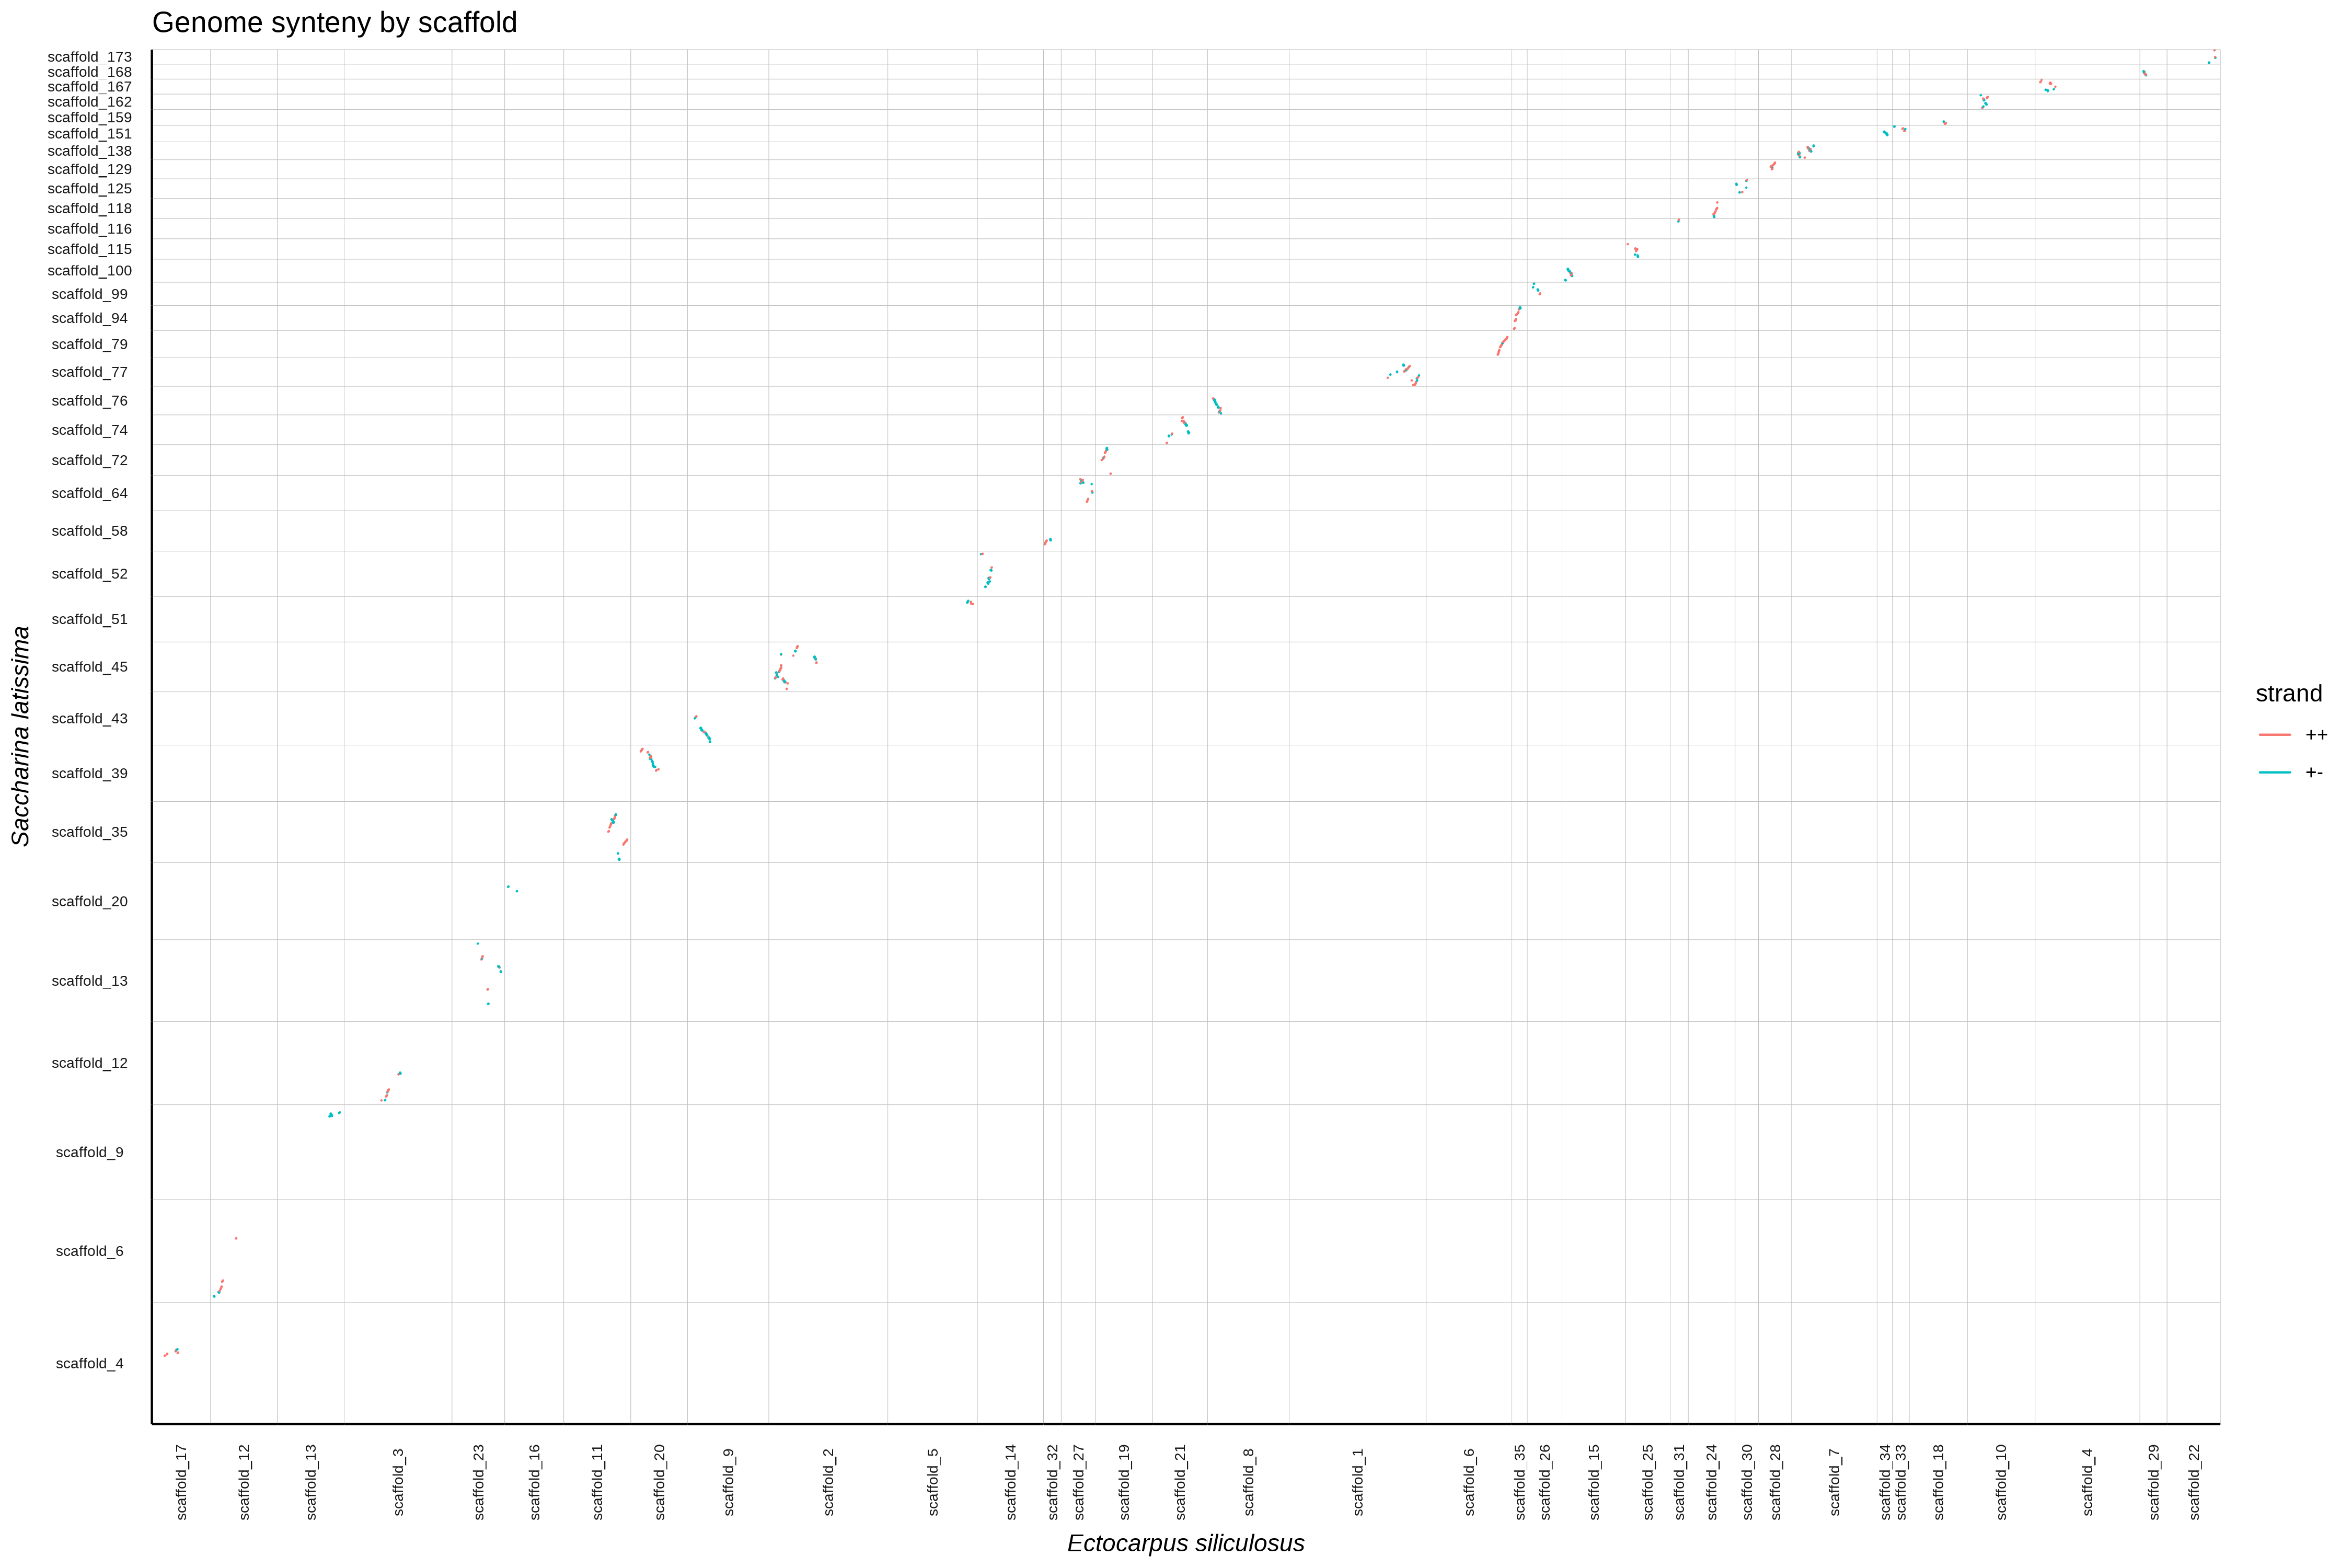 Genome synteny by scaffold
scaffold_173
scaffold_168
scaffold_167
scaffold_162
scaffold_159
scaffold_151
scaffold_138
scaffold_129
scaffold_125
scaffold_118
scaffold_116
scaffold_115
scaffold_100
scaffold_99
scaffold_94
scaffold_79
scaffold_77
scaffold_76
scaffold_74
scaffold_72
scaffold_64
scaffold_58
scaffold_52
scaffold_51
scaffold_45
scaffold_43
scaffold_39
scaffold_35
scaffold_20
scaffold_13
scaffold_12
scaffold_9
scaffold_6
scaffold_4
Saccharina latissima
strand
++
+-
scaffold_17
scaffold_12
scaffold_13
scaffold_3
scaffold_23
scaffold_16
scaffold_11
scaffold_20
scaffold_9
scaffold_2
scaffold_5
scaffold_14
scaffold_32
scaffold_27
scaffold_19
scaffold_21
scaffold_8
scaffold_1
scaffold_6
scaffold_35
scaffold_26
scaffold_15
scaffold_25
scaffold_31
scaffold_24
scaffold_30
scaffold_28
scaffold_7
scaffold_34
scaffold_33
scaffold_18
scaffold_10
scaffold_4
scaffold_29
scaffold_22
Ectocarpus siliculosus